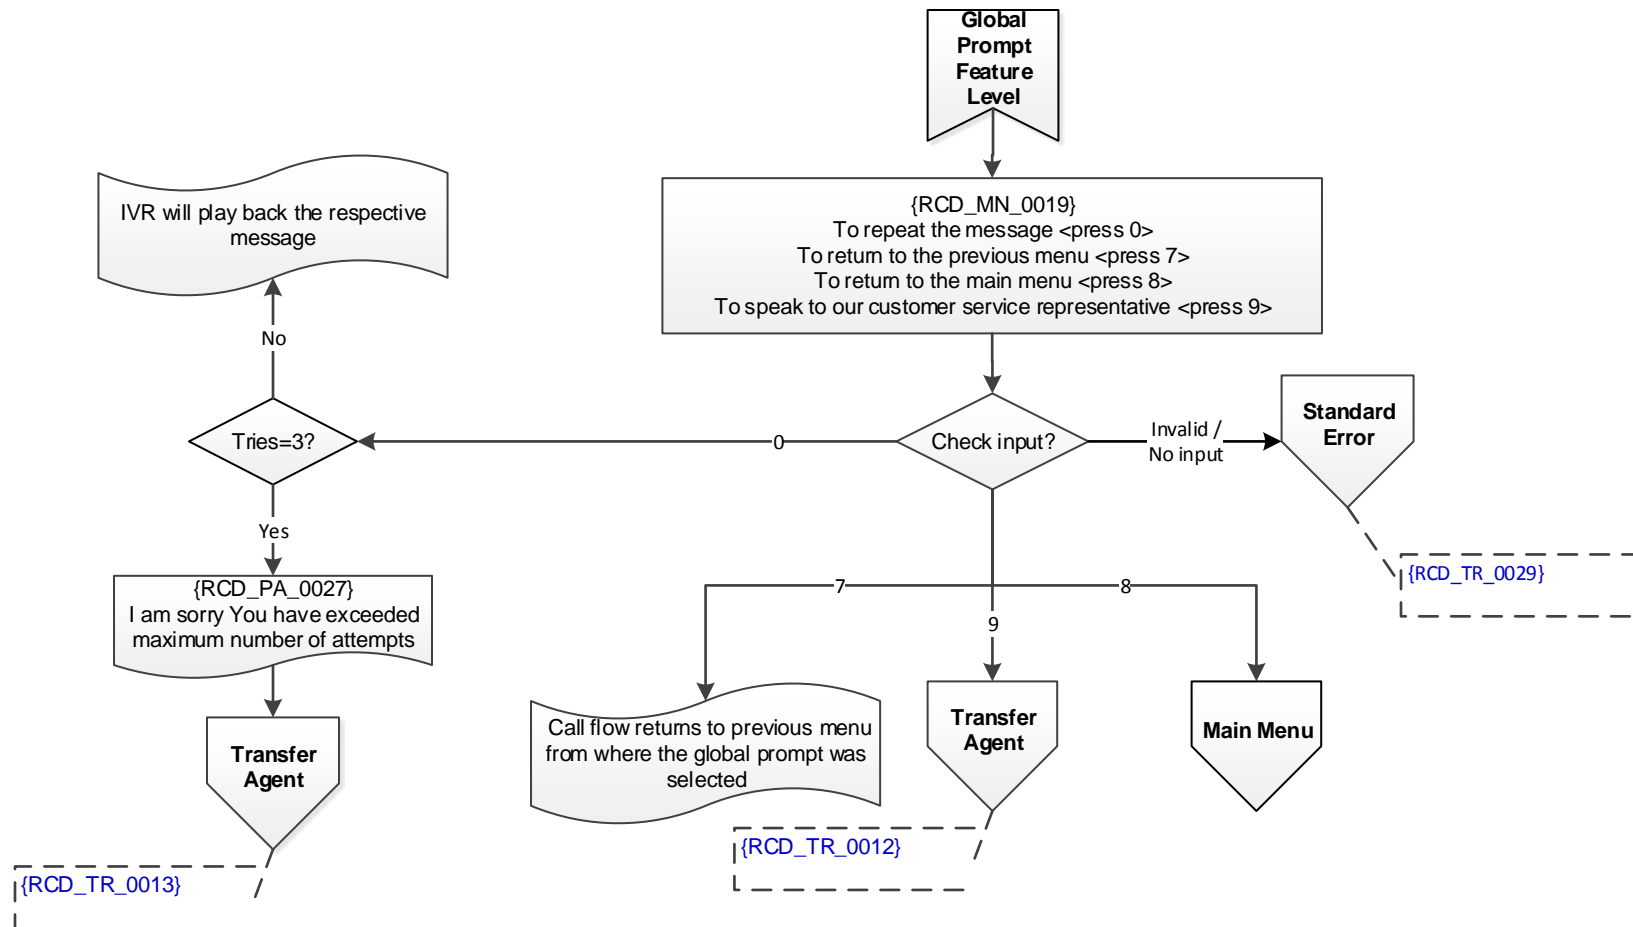 Global
Prompt
Feature
Level
{RCD_MN_0019}
To repeat the message <press 0>
To return to the previous menu <press 7>
To return to the main menu <press 8>
To speak to our customer service representative <press 9>
IVR will play back the respective
message
No
Tries=3?
0
Check input?
Invalid /
No input
Standard
Error
{RCD_TR_0029}
Yes
{RCD_PA_0027}
I am sorry You have exceeded
maximum number of attempts
Transfer
Agent
{RCD_TR_0013}
7
9
8
Call flow returns to previous menu
from where the global prompt was
selected
Transfer
Agent
{RCD_TR_0012}
Main Menu